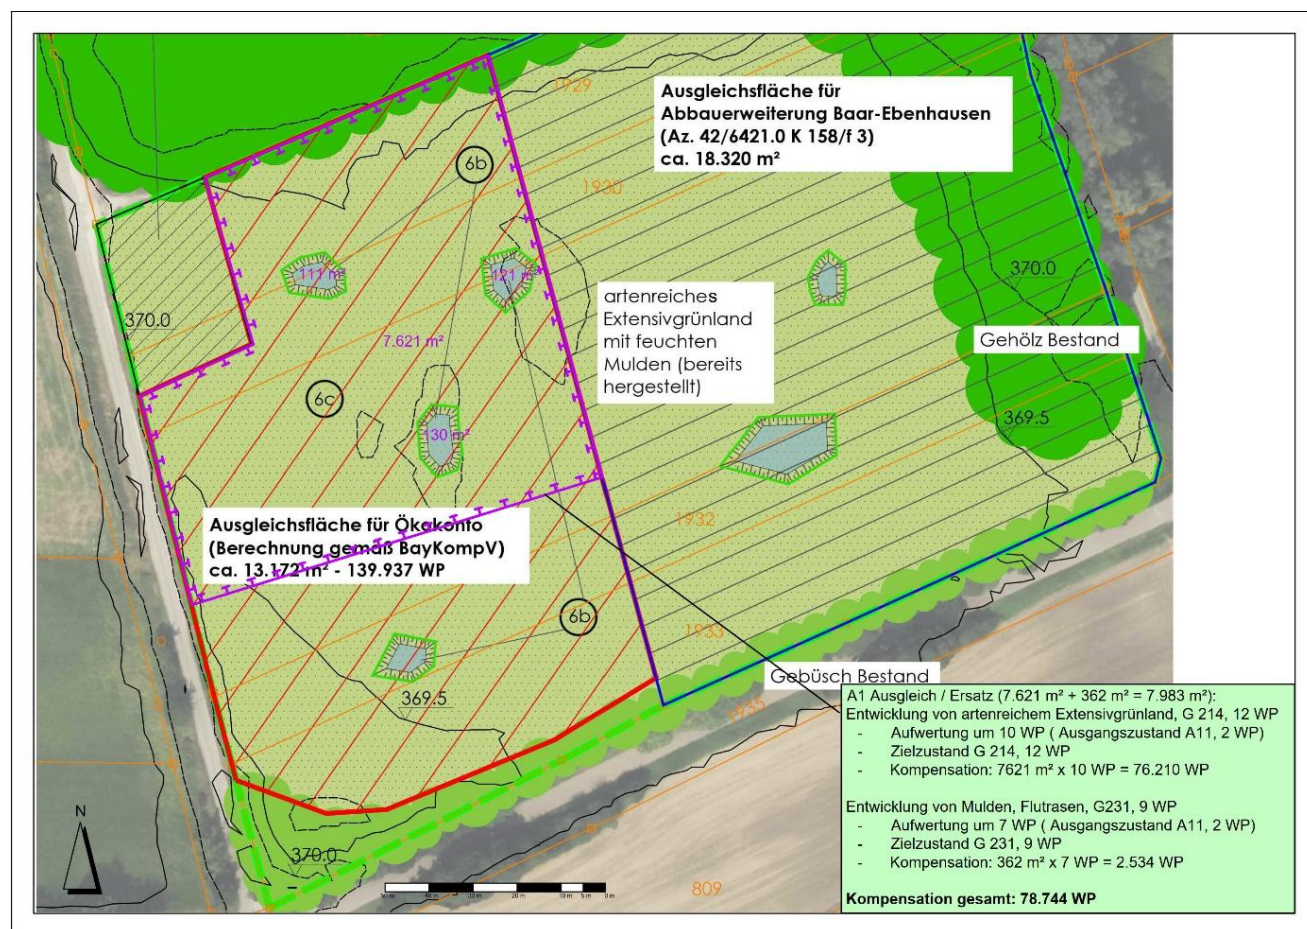 1929
Ausgleichsfläche für
Abbauerweiterung Baar-Ebenhausen
(Az. 42/6421.0 K 158/f 3)
ca. 18.320 m²
6b
1930
111 m²
121 m²
370.0
artenreiches
Extensivgrünland
mit feuchten
Mulden (bereits
hergestellt)
370.0
7.621 m²
Gehölz Bestand
6c
369.5
130 m²
Ausgleichsfläche für Ökakonto
(Berechnung gemäß BayKompV)
ca. 13.172 m² - 139.937 WP
1932
6b
1933
369.5
Gebüsch Bestand
1935
A1 Ausgleich / Ersatz (7.621 m² + 362 m² = 7.983 m²):
Entwicklung von artenreichem Extensivgrünland, G 214, 12 WP
- Aufwertung um 10 WP ( Ausgangszustand A11, 2 WP)
- Zielzustand G 214, 12 WP
- Kompensation: 7621 m² x 10 WP = 76.210 WP
Entwicklung von Mulden, Flutrasen, G231, 9 WP
- Aufwertung um 7 WP ( Ausgangszustand A11, 2 WP)
- Zielzustand G 231, 9 WP
- Kompensation: 362 m² x 7 WP = 2.534 WP
Kompensation gesamt: 78.744 WP
N
370.0
809